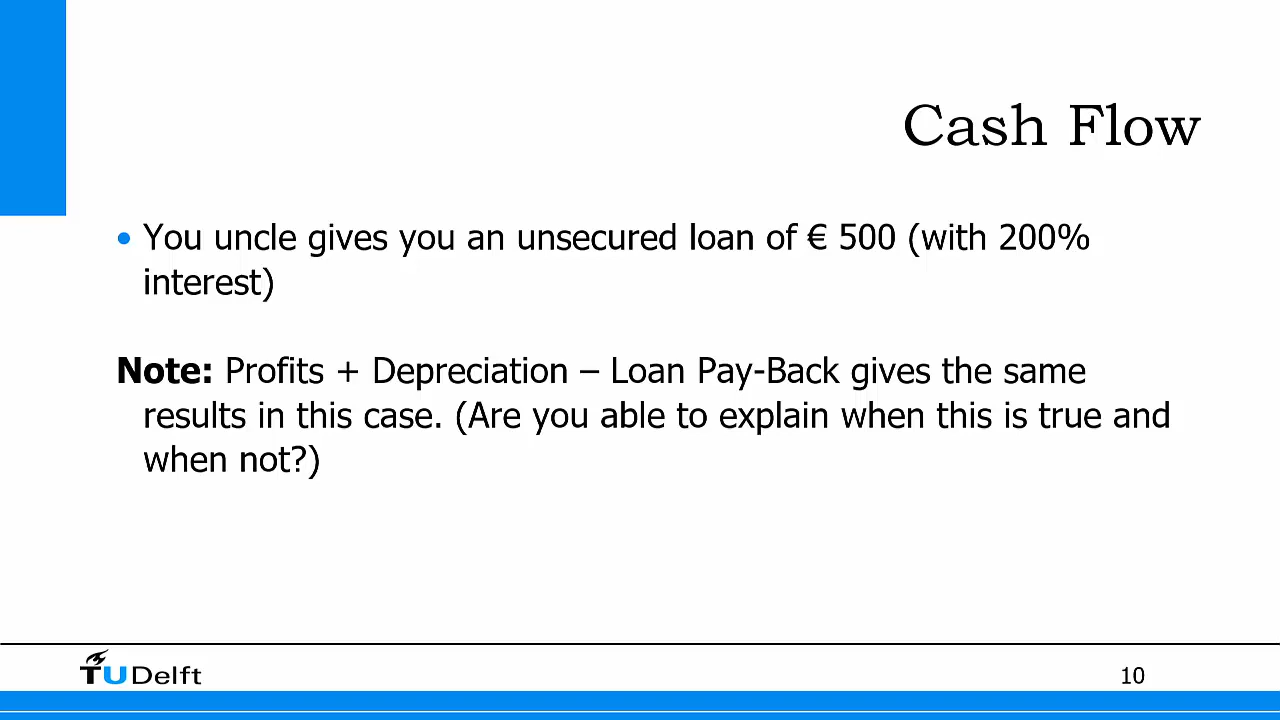 Cash Flow
• You uncle gives you an unsecured loan of € 500 (with 200%
interest)
Note: Profits + Depreciation – Loan Pay-Back gives the same
results in this case. (Are you able to explain when this is true and
when not?)
TU Delft
10